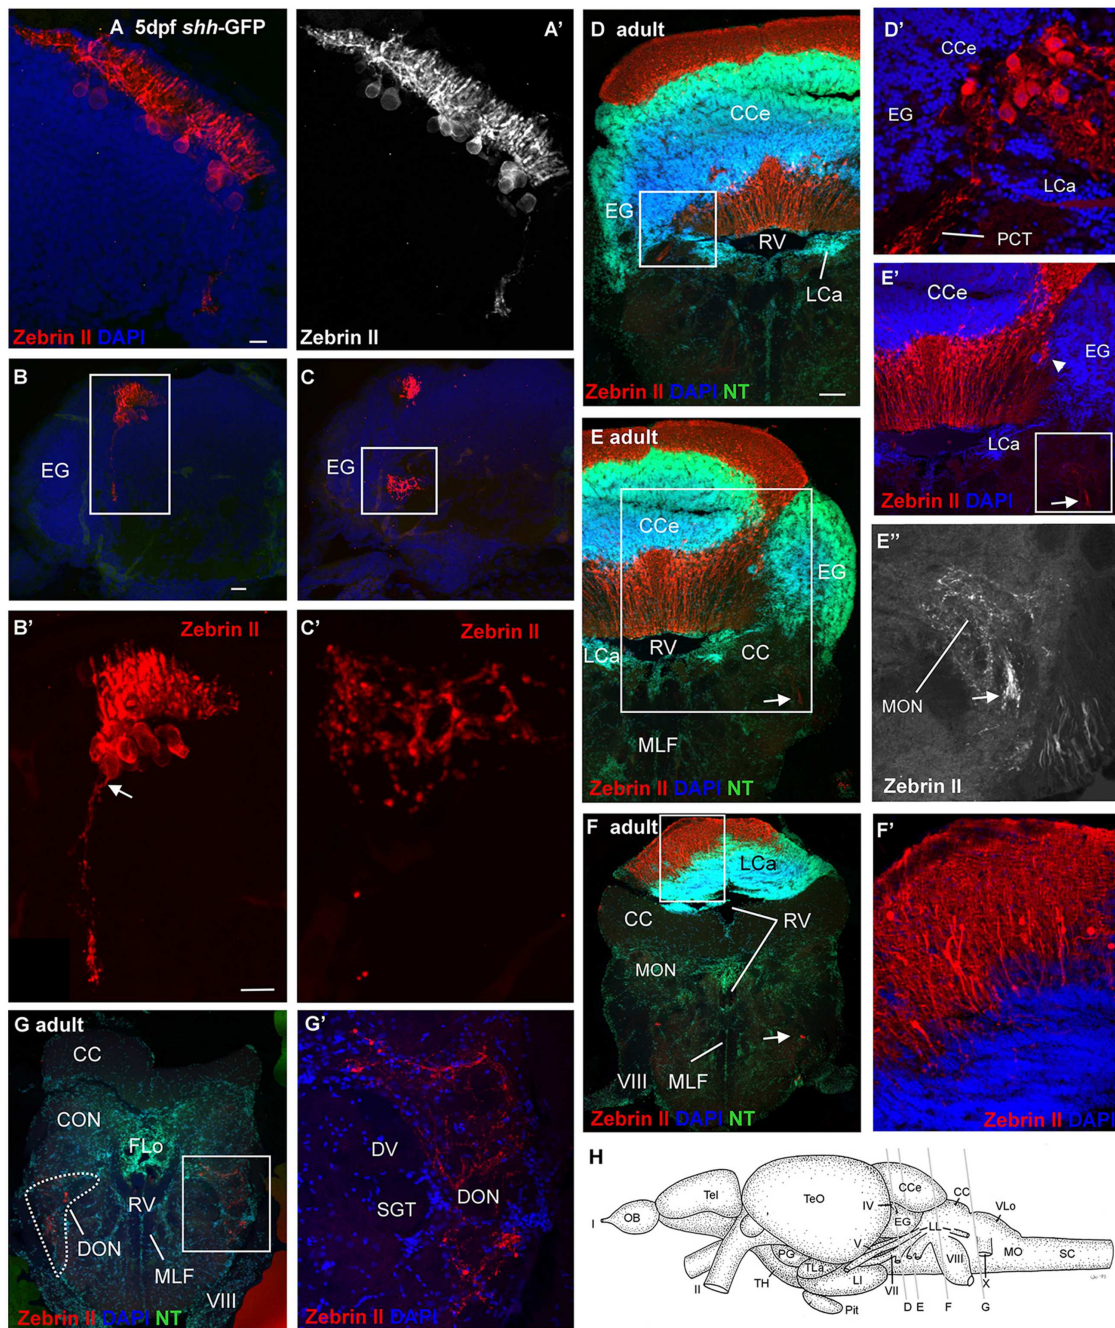 A 5dpf shh-GFP
Zebrin II DAPI
A'
Zebrin II
B
EG
C
EG
B'
Zebrin II
C'
Zebrin II
D adult
CCe
EG
RV
LCa
Zebrin II DAPI NT
D'
CCe
EG
LCa
PCT
E adult
CCe
EG
RV
LCa
CC
MLF
Zebrin II DAPI NT
E'
CCe
EG
LCa
Zebrin II DAPI
E''
MON
Zebrin II
F adult
LCa
CC
RV
MON
VIII
MLF
Zebrin II DAPI NT
F'
Zebrin II DAPI
G adult
CC
CON
FLo
RV
DON
MLF
VIII
Zebrin II DAPI NT
G'
DV
SGT
DON
Zebrin II DAPI
H
I
OB
Tel
TeO
IV
CCe
EG
CC
LL
VLo
V
PG
TLa
TH
LI
VII
VIII
MO
SC
X
II
Pit
D E F G